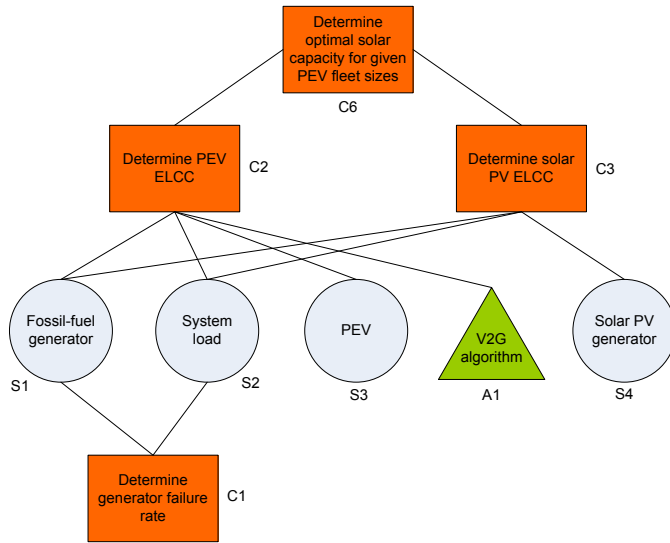 Determine
optimal solar
capacity for given
PEV fleet sizes
C6
Determine PEV
ELCC
C2
Determine solar
PV ELCC
C3
Fossil-fuel
generator
S1
System
load
S2
PEV
S3
V2G
algorithm
A1
Solar PV
generator
S4
Determine
generator failure
rate
C1